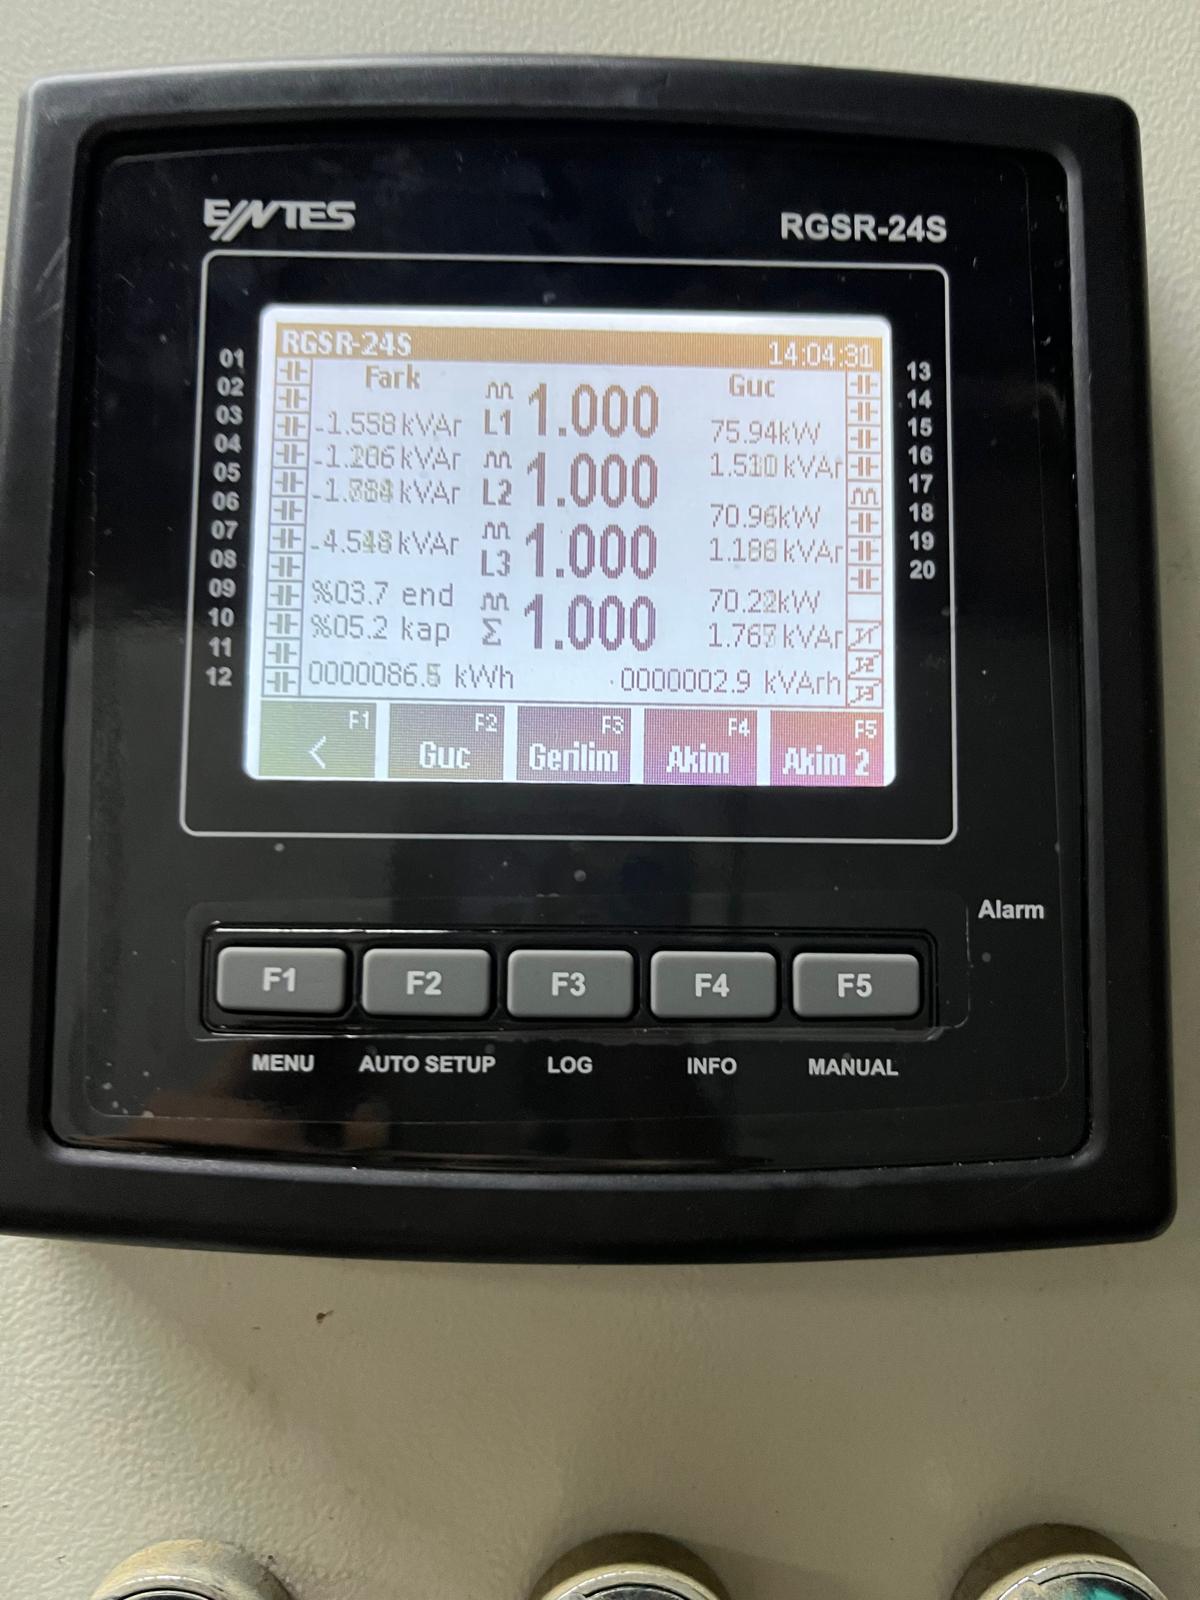 ENTES
RGSR-24S
RGSR-24S 14:04:31
Fark
Guc
01
02
03
04
05
06
07
08
09
10
11
12
-1.558 kVAr
-1.206 kVAr
kVAr
-4.548 kVAr
%03.7 end
%05.2 kap
L1 1.000
L2 1.000
L3 1.000
Σ 1.000
75.94kW
1.510 kVAr
70.96kW
1.186 kVAr
70.22kW
1.767 kVAr
13
14
15
16
17
18
19
20
0000086.5 kWh 0000002.9 kVArh
F1 <
F2 Guc
F3 Gerilim
F4 Akim
F5 Akim 2
Alarm
F1 F2 F3 F4 F5
MENU AUTO SETUP LOG INFO MANUAL